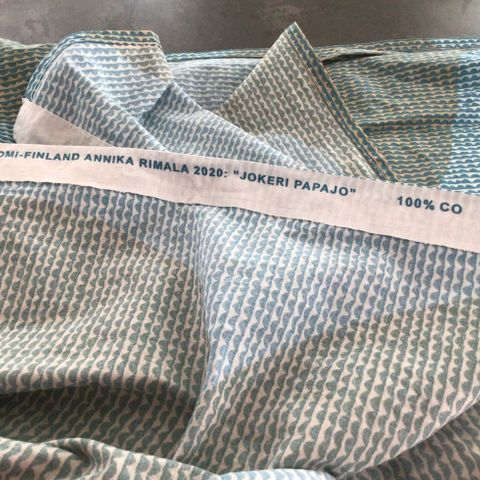 OMI-FINLAND ANNIKA RIMALA 2020: "JOKERI PAPAJO" 100% CO